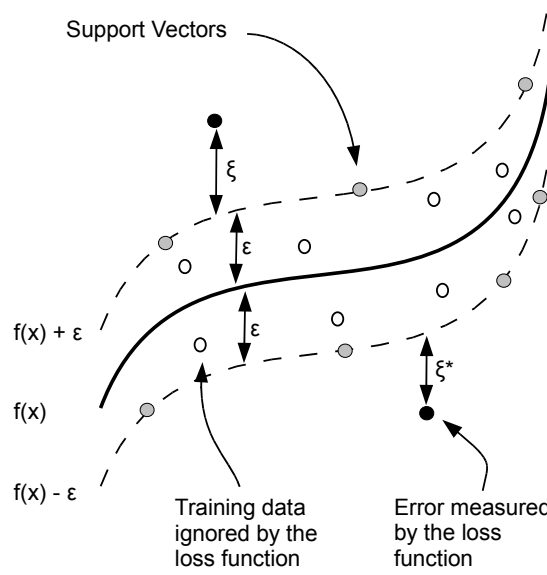 Support Vectors
ξ
ε
ε
f(x) + ε
ξ*
f(x)
f(x) - ε
Training data
ignored by the
loss function
Error measured
by the loss
function